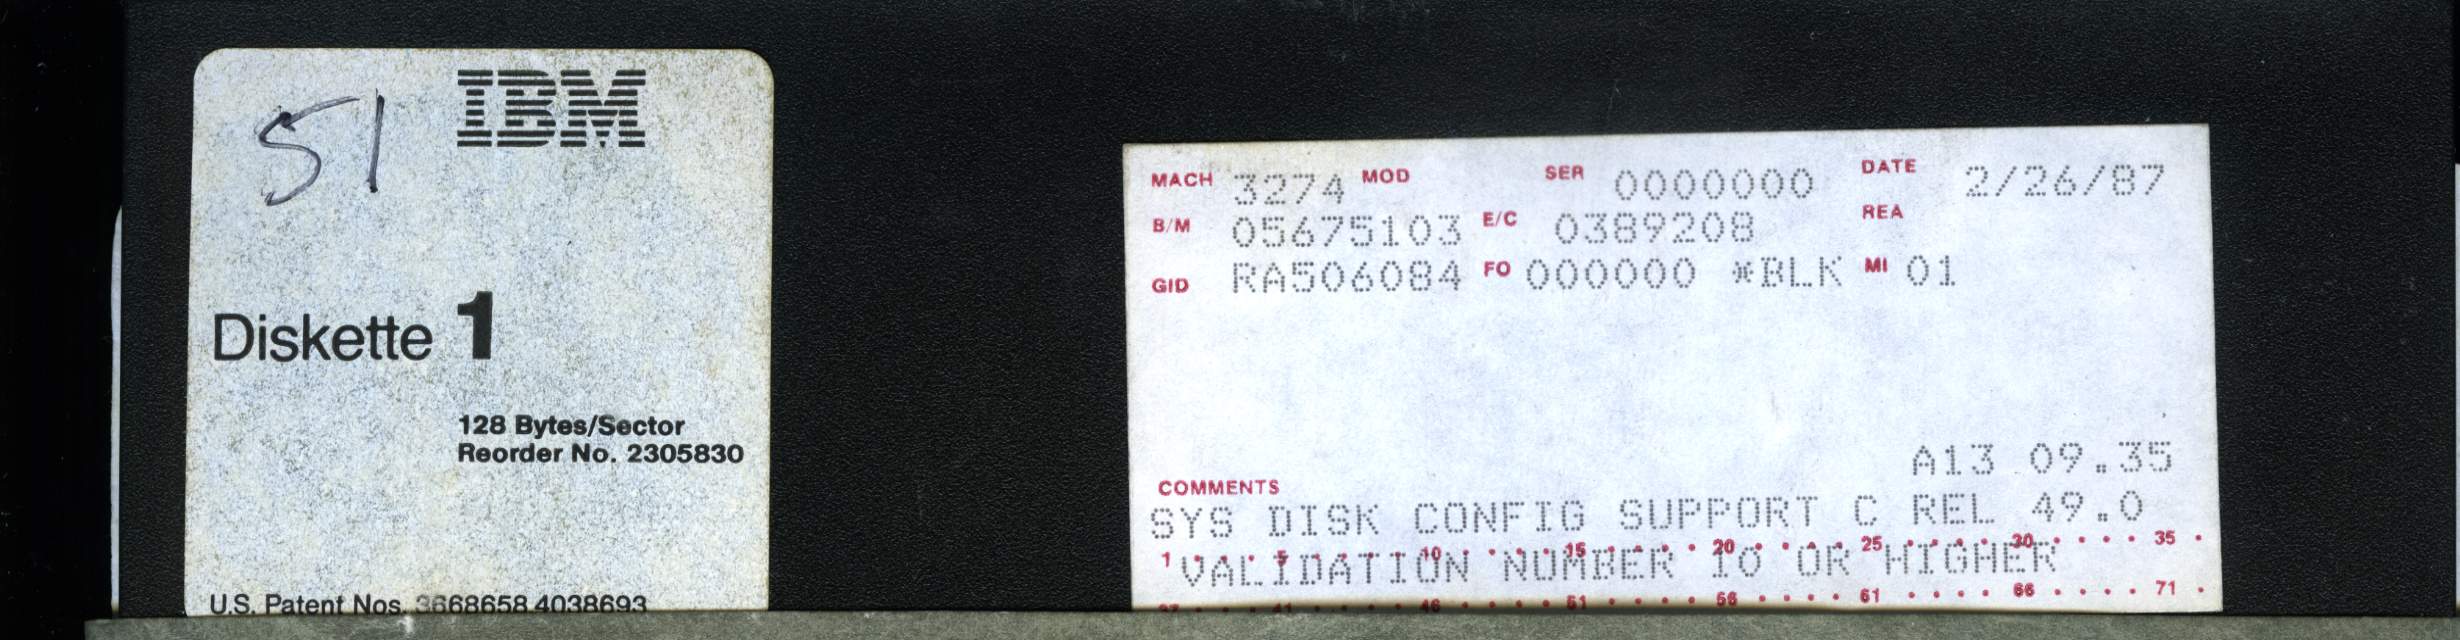 51 IBM
Diskette 1
128 Bytes/Sector
Reorder No. 2305830
U.S. Patent Nos. 3668658 4038693
MACH 3274 MOD SER 0000000 DATE 2/26/87
B/M 05675103 E/C 0389208 REA
GID RA506084 FO 000000 *BLK MI 01
A13 09.35
COMMENTS
SYS DISK CONFIG SUPPORT C REL 49.0
1 . . . 5 . . . . 10 . . . . 15 . . . . 20 . . . . 25 . . . . 30 . . . . 35 .
VALIDATION NUMBER 10 OR HIGHER
37 . . . 41 . . . . 46 . . . . 51 . . . . 56 . . . . 61 . . . . 66 . . . . 71 .